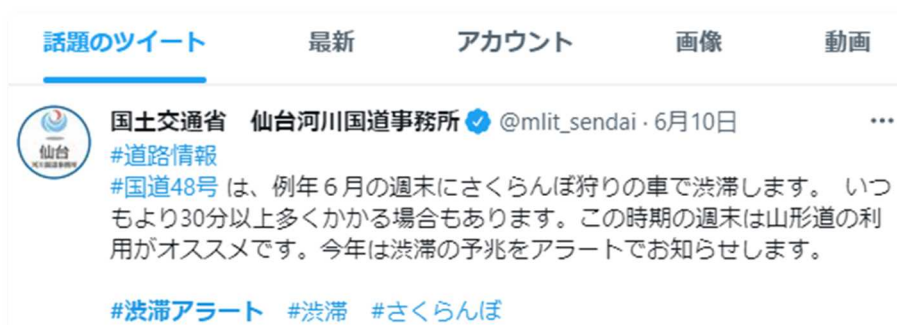 話題のツイート 最新 アカウント 画像 動画
国土交通省 仙台河川国道事務所 @mlit_sendai · 6月10日 …
仙台
河川国道事務所
#道路情報
#国道48号 は、例年６月の週末にさくらんぼ狩りの車で渋滞します。 いつ
もより30分以上多くかかる場合もあります。この時期の週末は山形道の利
用がオススメです。今年は渋滞の予兆をアラートでお知らせします。
#渋滞アラート #渋滞 #さくらんぼ